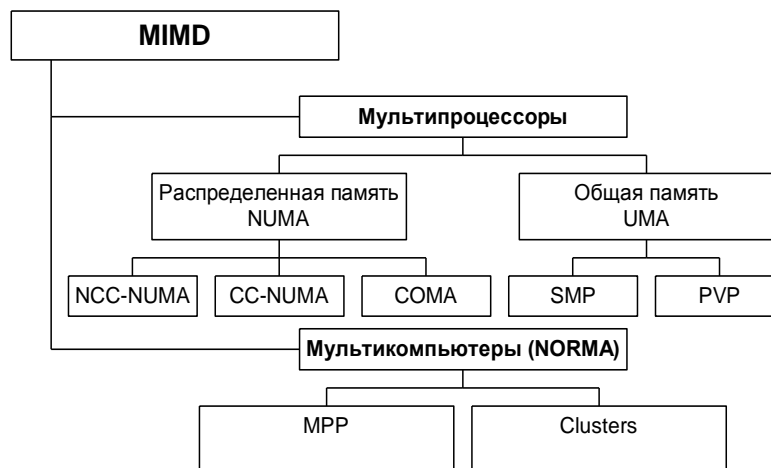 MIMD
Мультипроцессоры
Распределенная память
NUMA
Общая память
UMA
NCC-NUMA
CC-NUMA
COMA
SMP
PVP
Мультикомпьютеры (NORMA)
MPP
Clusters